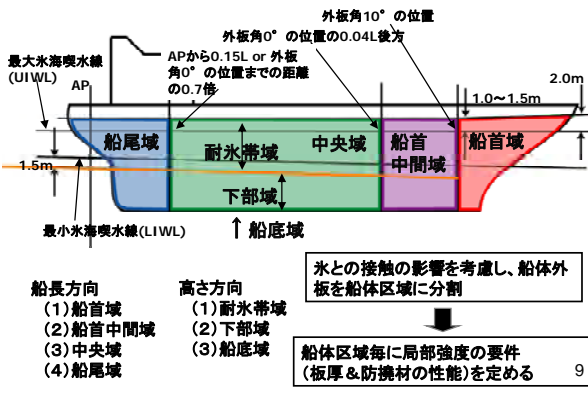 外板角10°の位置
外板角0°の位置の0.04L後方
最大氷海喫水線
(UIWL)
AP
APから0.15L or 外板
角0°の位置までの距離
の0.7倍
2.0m
1.0～1.5m
船尾域
耐氷帯域
中央域
船首
中間域
船首域
1.5m
下部域
最小氷海喫水線(LIWL)
↑ 船底域
船長方向
(1)船首域
(2)船首中間域
(3)中央域
(4)船尾域
高さ方向
(1)耐氷帯域
(2)下部域
(3)船底域
氷との接触の影響を考慮し、船体外
板を船体区域に分割
船体区域毎に局部強度の要件
(板厚&防撓材の性能)を定める
9